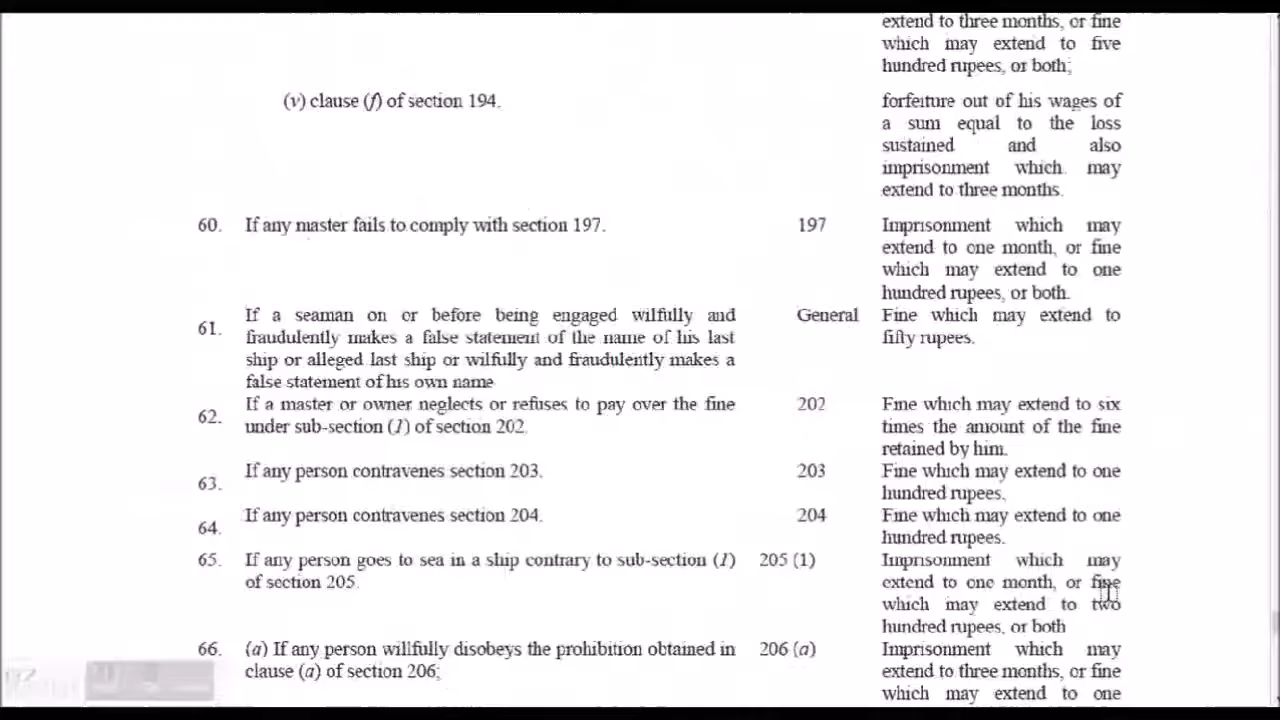 extend to three months, or fine
which may extend to five
hundred rupees, or both;
(v) clause (f) of section 194.
forfeiture out of his wages of
a sum equal to the loss
sustained and also
imprisonment which may
extend to three months.
60. If any master fails to comply with section 197. 197 Imprisonment which may
extend to one month, or fine
which may extend to one
hundred rupees, or both.
61. If a seaman on or before being engaged wilfully and General Fine which may extend to
fraudulently makes a false statement of the name of his last fifty rupees.
ship or alleged last ship or wilfully and fraudulently makes a
false statement of his own name
62. If a master or owner neglects or refuses to pay over the fine 202 Fine which may extend to six
under sub-section (1) of section 202. times the amount of the fine
retained by him.
63. If any person contravenes section 203. 203 Fine which may extend to one
hundred rupees.
64. If any person contravenes section 204. 204 Fine which may extend to one
hundred rupees.
65. If any person goes to sea in a ship contrary to sub-section (1) 205 (1) Imprisonment which may
of section 205. extend to one month, or fine
which may extend to two
hundred rupees, or both
66. (a) If any person willfully disobeys the prohibition obtained in 206 (a) Imprisonment which may
clause (a) of section 206; extend to three months, or fine
which may extend to one